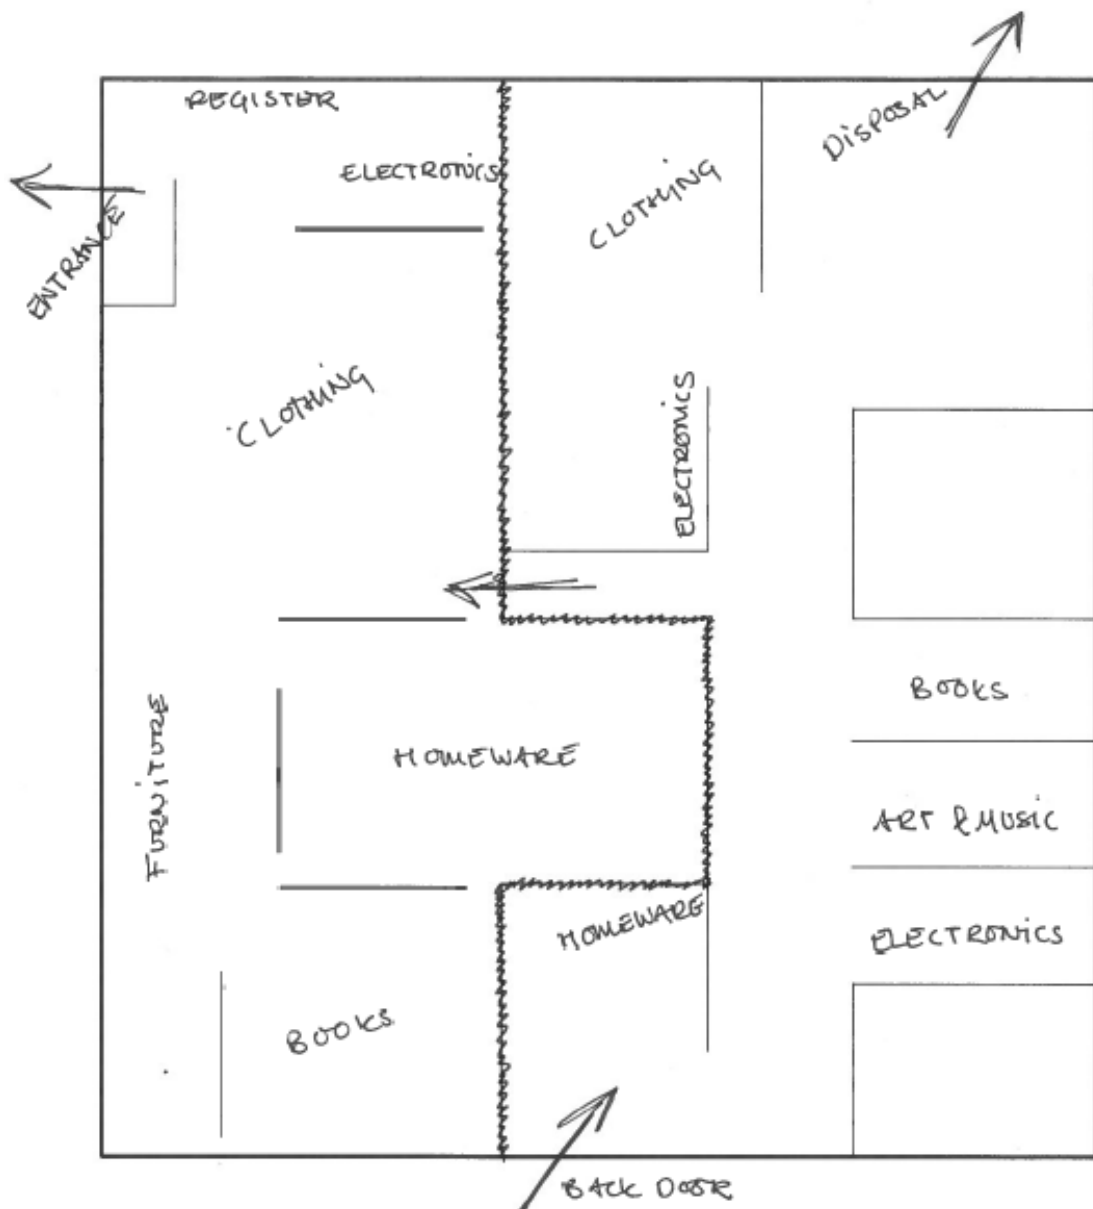 REGISTER
ELECTRONICS
ENTRANCE
CLOTHING
DISPOSAL
CLOTHING
ELECTRONICS
FURNITURE
HOMEWARE
BOOKS
ART & MUSIC
HOMEWARE
ELECTRONICS
BOOKS
BACK DOOR